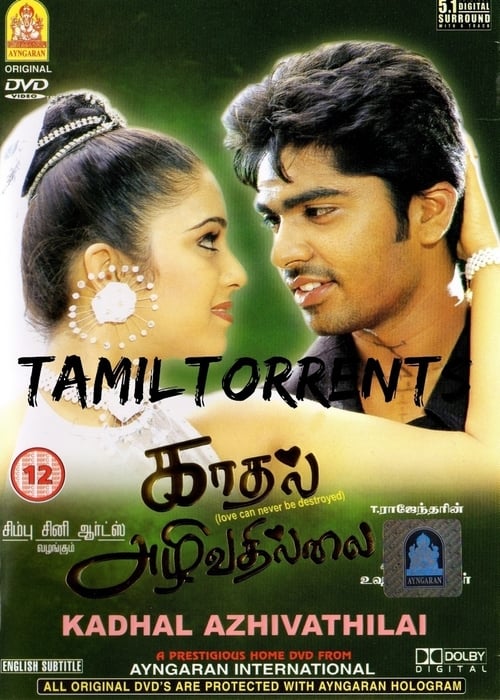 AYNGARAN
ORIGINAL
DVD
VIDEO
5.1 DIGITAL
SURROUND
TAMILTORRENTS
12
காதல்
(love can never be destroyed)
சிம்பு சினி ஆர்ட்ஸ்
வழங்கும்
T.ராஜேந்தரின்
அழிவதில்லை
AYNGARAN
KADHAL AZHIVATHILAI
A PRESTIGIOUS HOME DVD FROM
ENGLISH SUBTITLE
AYNGARAN INTERNATIONAL
DOLBY
DIGITAL
ALL ORIGINAL DVD'S ARE PROTECTED WITH AYNGARAN HOLOGRAM